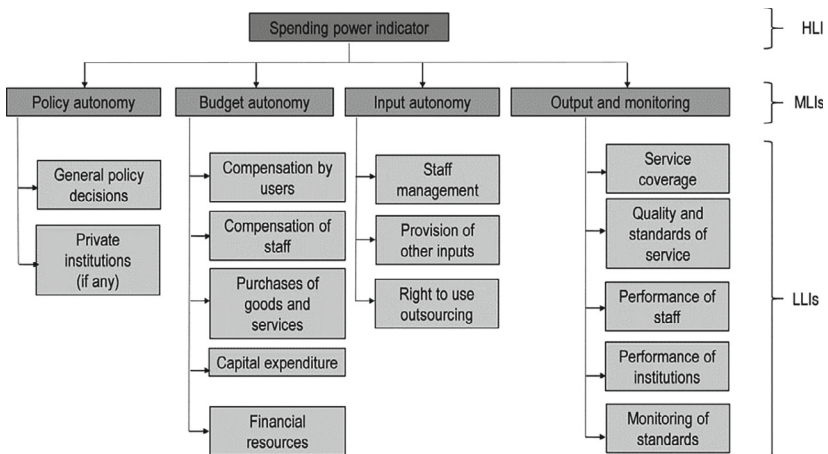 Spending power indicator
HLI
Policy autonomy
Budget autonomy
Input autonomy
Output and monitoring
MLIs
General policy
decisions
Private
institutions
(if any)
Compensation by
users
Compensation of
staff
Purchases of
goods and
services
Capital expenditure
Financial
resources
Staff
management
Provision of
other inputs
Right to use
outsourcing
Service
coverage
Quality and
standards of
service
Performance of
staff
Performance of
institutions
Monitoring of
standards
LLIs